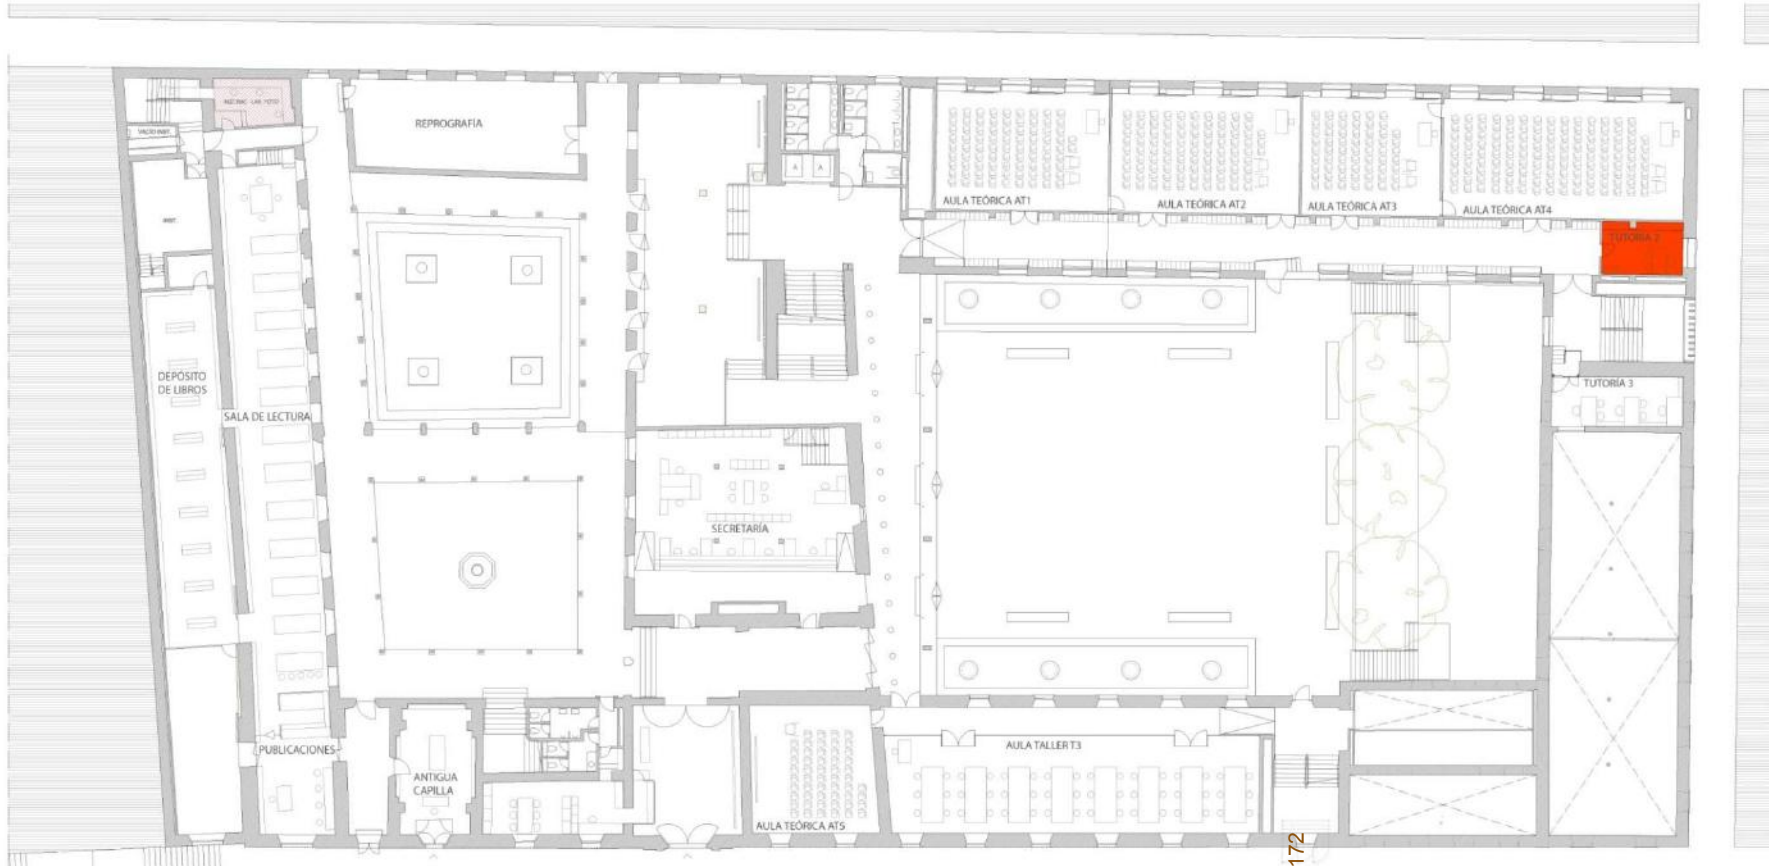 REPROGRAFÍA
AULA TEÓRICA AT1
AULA TEÓRICA AT2
AULA TEÓRICA AT3
AULA TEÓRICA AT4
TUTORÍA 2
DEPÓSITO
DE LIBROS
SALA DE LECTURA
TUTORÍA 3
SECRETARÍA
PUBLICACIONES
ANTIGUA
CAPILLA
AULA TEÓRICA AT5
AULA TALLER T3
172